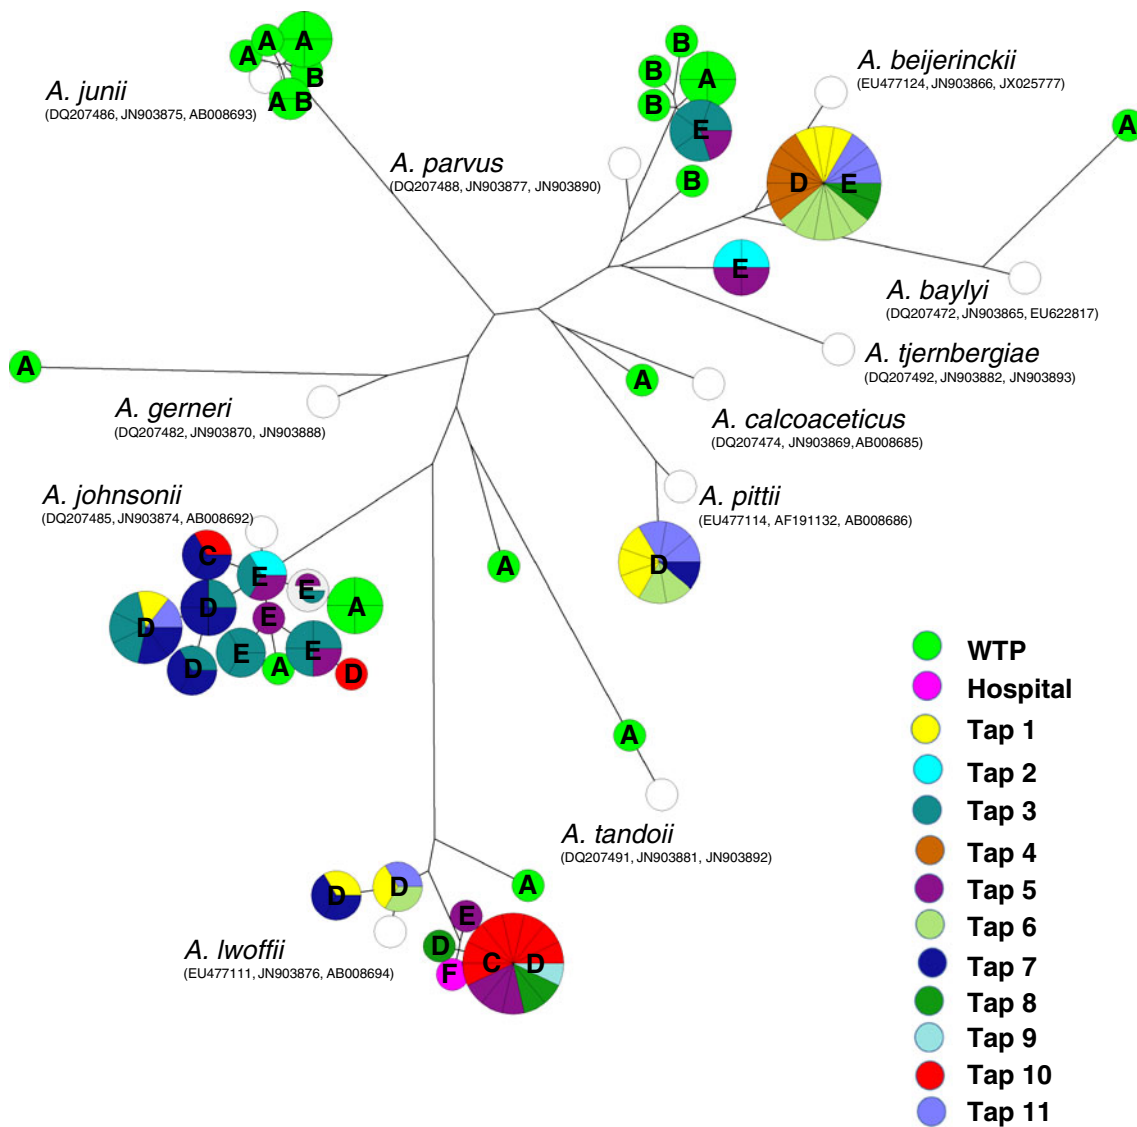 A
A
A
B
A B
A. junii
(DQ207486, JN903875, AB008693)
B
B
A
B
E
B
A. beijerinckii
(EU477124, JN903866, JX025777)
A
A. parvus
(DQ207488, JN903877, JN903890)
D E
E
A. baylyi
(DQ207472, JN903865, EU622817)
A. tjernbergiae
(DQ207492, JN903882, JN903893)
A
A. gerneri
(DQ207482, JN903870, JN903888)
A
A. calcoaceticus
(DQ207474, JN903869, AB008685)
A. johnsonii
(DQ207485, JN903874, AB008692)
A. pittii
(EU477114, AF191132, AB008686)
C
E
E
A
D
E
D
D
E
A
E
D
A
D
A
A. tandoii
(DQ207491, JN903881, JN903892)
D
D
A
E
D
F
C D
A. lwoffii
(EU477111, JN903876, AB008694)
WTP
Hospital
Tap 1
Tap 2
Tap 3
Tap 4
Tap 5
Tap 6
Tap 7
Tap 8
Tap 9
Tap 10
Tap 11